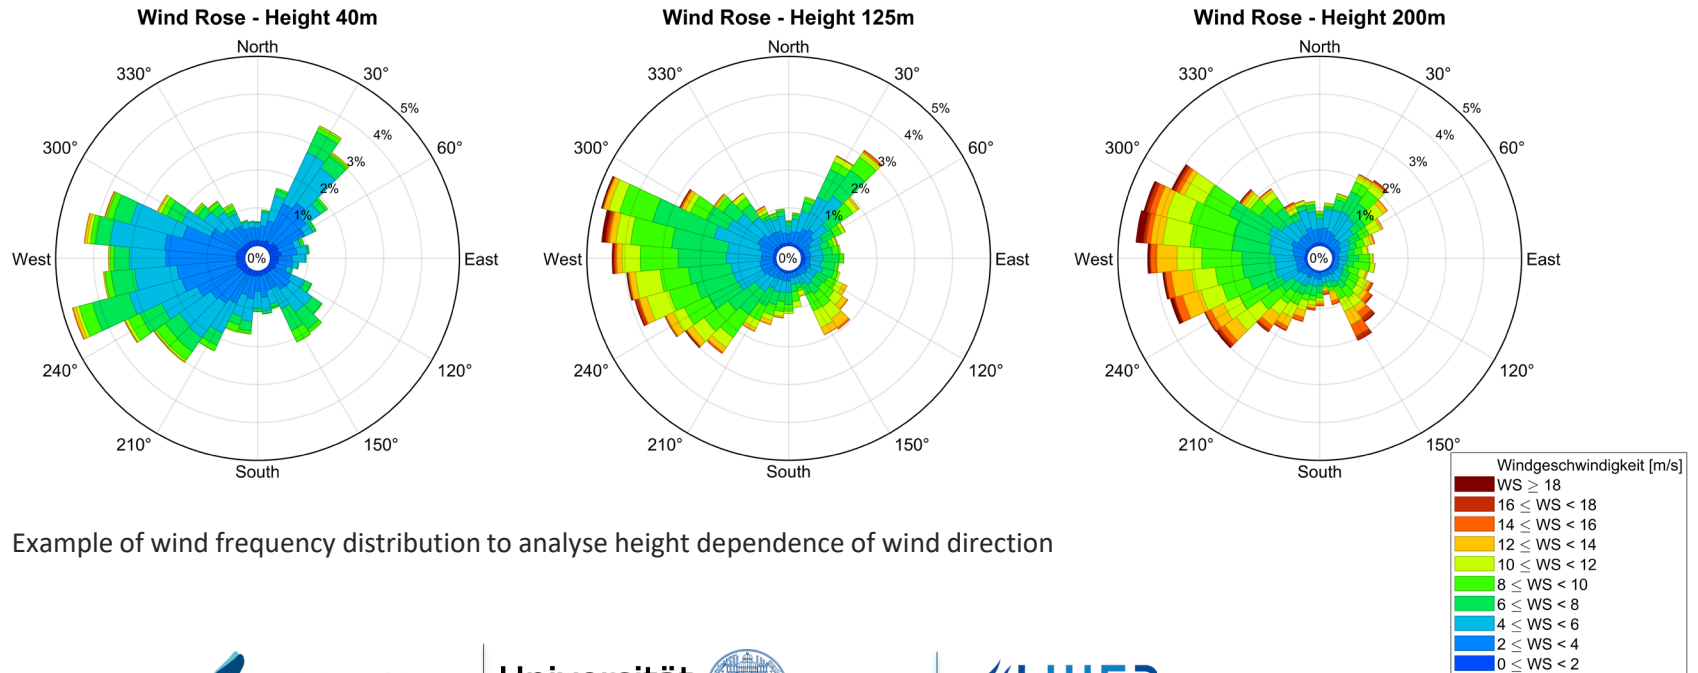 Wind Rose - Height 40m
North
330°
30°
5%
4%
300°
60°
3%
2%
1%
West
0%
East
240°
120°
210°
150°
South
Wind Rose - Height 125m
North
330°
30°
5%
4%
300°
60°
3%
2%
1%
West
0%
East
240°
120°
210°
150°
South
Wind Rose - Height 200m
North
330°
30°
5%
4%
300°
60°
3%
2%
1%
West
0%
East
240°
120°
210°
150°
South
Windgeschwindigkeit [m/s]
WS ≥ 18
16 ≤ WS < 18
14 ≤ WS < 16
12 ≤ WS < 14
10 ≤ WS < 12
8 ≤ WS < 10
6 ≤ WS < 8
4 ≤ WS < 6
2 ≤ WS < 4
0 ≤ WS < 2
Example of wind frequency distribution to analyse height dependence of wind direction
Universität